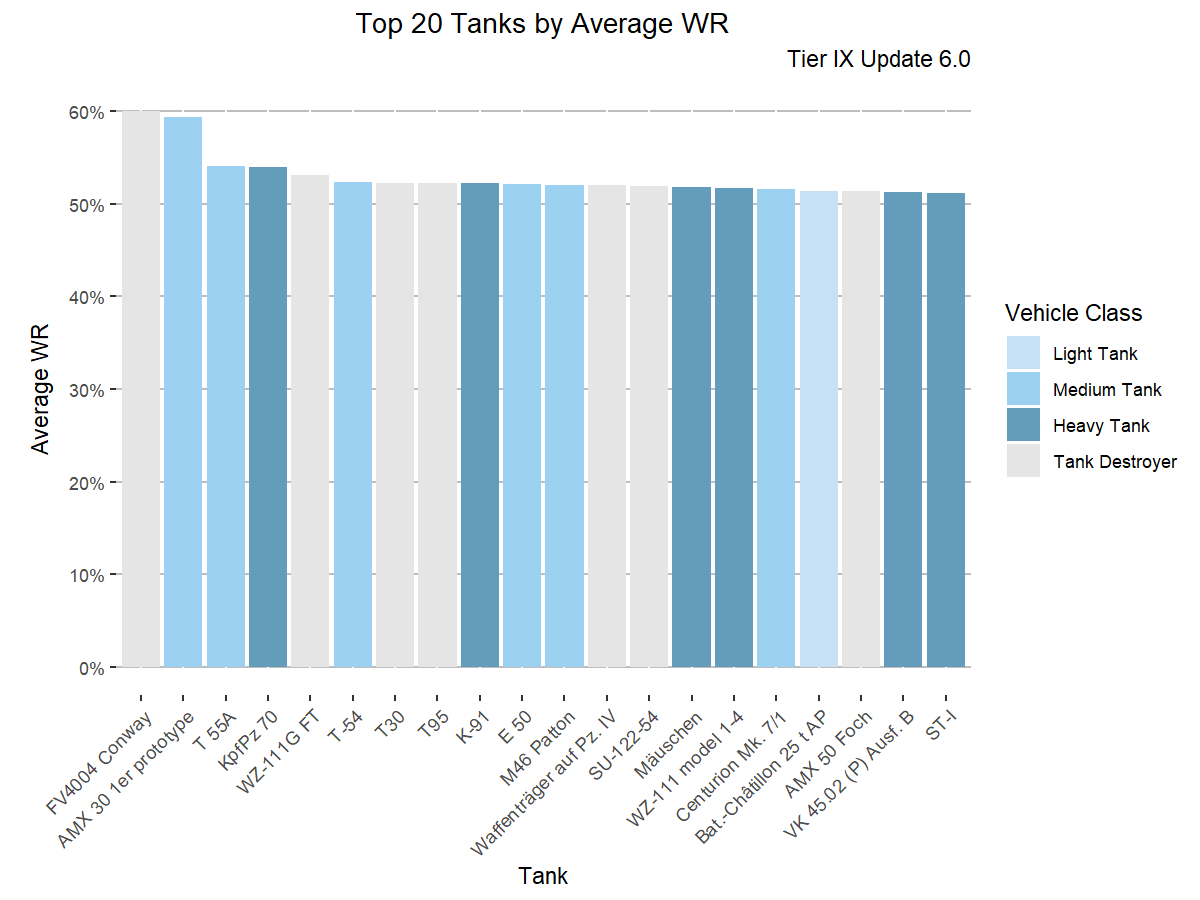 Top 20 Tanks by Average WR
Tier IX Update 6.0
60%
50%
40%
30%
20%
10%
0%
Average WR
FV4004 Conway
AMX 30 1er prototype
T 55A
KpfPz 70
WZ-111G FT
T-54
T30
T95
K-91
E 50
M46 Patton
Waffenträger auf Pz. IV
SU-122-54
Mäuschen
WZ-111 model 1-4
Centurion Mk. 7/1
Bat.-Châtillon 25 t AP
AMX 50 Foch
VK 45.02 (P) Ausf. B
ST-I
Tank
Vehicle Class
Light Tank
Medium Tank
Heavy Tank
Tank Destroyer